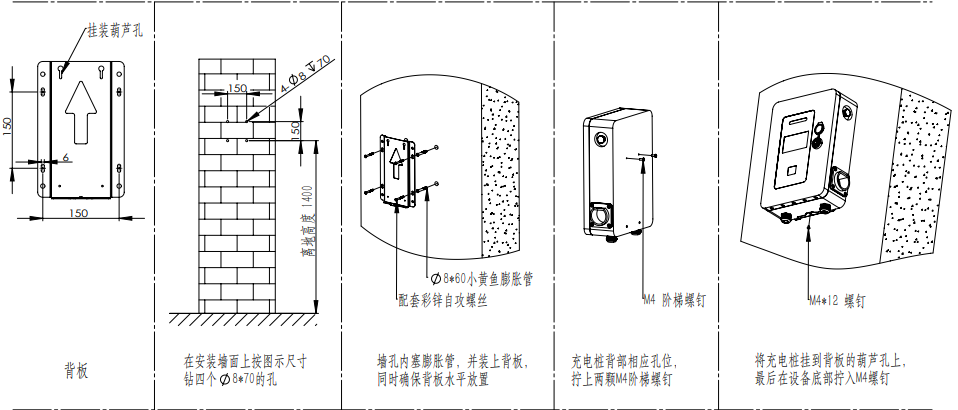 挂装葫芦孔
150
6
150
背板
4-Ø8↧70
150
150
离地高度 1400
在安装墙面上按图示尺寸
钻四个Ø8*70的孔
Ø8*60小黄鱼膨胀管
配套彩锌自攻螺丝
墙孔内塞膨胀管，并装上背板，
同时确保背板水平放置
M4 阶梯螺钉
充电桩背部相应孔位，
拧上两颗M4阶梯螺钉
M4*12 螺钉
将充电桩挂到背板的葫芦孔上，
最后在设备底部拧入M4螺钉